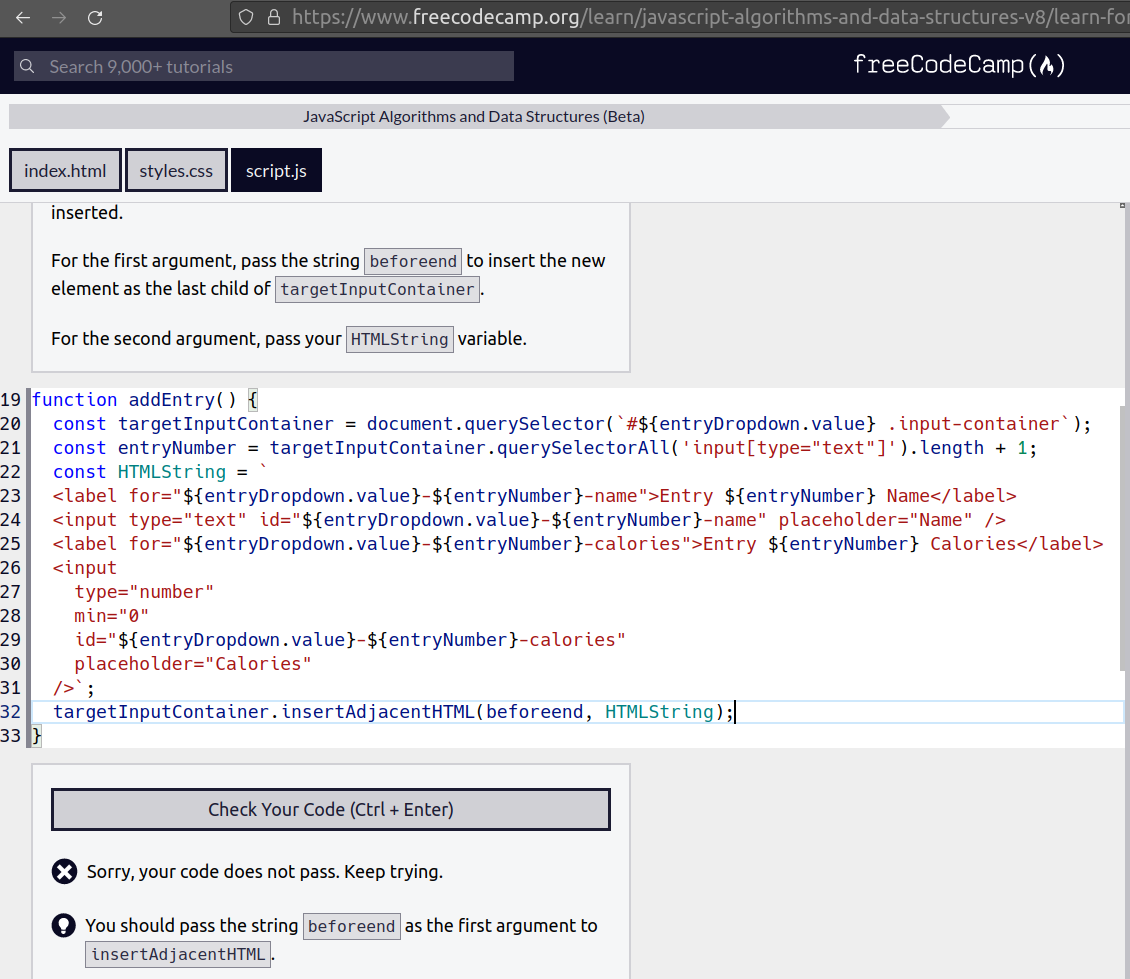 https://www.freecodecamp.org/learn/javascript-algorithms-and-data-structures-v8/learn-for
Search 9,000+ tutorials
freeCodeCamp
JavaScript Algorithms and Data Structures (Beta)
index.html styles.css script.js
inserted.
For the first argument, pass the string beforeend to insert the new
element as the last child of targetInputContainer.
For the second argument, pass your HTMLString variable.
19 function addEntry() {
20   const targetInputContainer = document.querySelector(`#${entryDropdown.value} .input-container`);
21   const entryNumber = targetInputContainer.querySelectorAll('input[type="text"]').length + 1;
22   const HTMLString = `
23   <label for="${entryDropdown.value}-${entryNumber}-name">Entry ${entryNumber} Name</label>
24   <input type="text" id="${entryDropdown.value}-${entryNumber}-name" placeholder="Name" />
25   <label for="${entryDropdown.value}-${entryNumber}-calories">Entry ${entryNumber} Calories</label>
26   <input
27     type="number"
28     min="0"
29     id="${entryDropdown.value}-${entryNumber}-calories"
30     placeholder="Calories"
31   />`;
32   targetInputContainer.insertAdjacentHTML(beforeend, HTMLString);
33 }
Check Your Code (Ctrl + Enter)
Sorry, your code does not pass. Keep trying.
You should pass the string beforeend as the first argument to
insertAdjacentHTML.